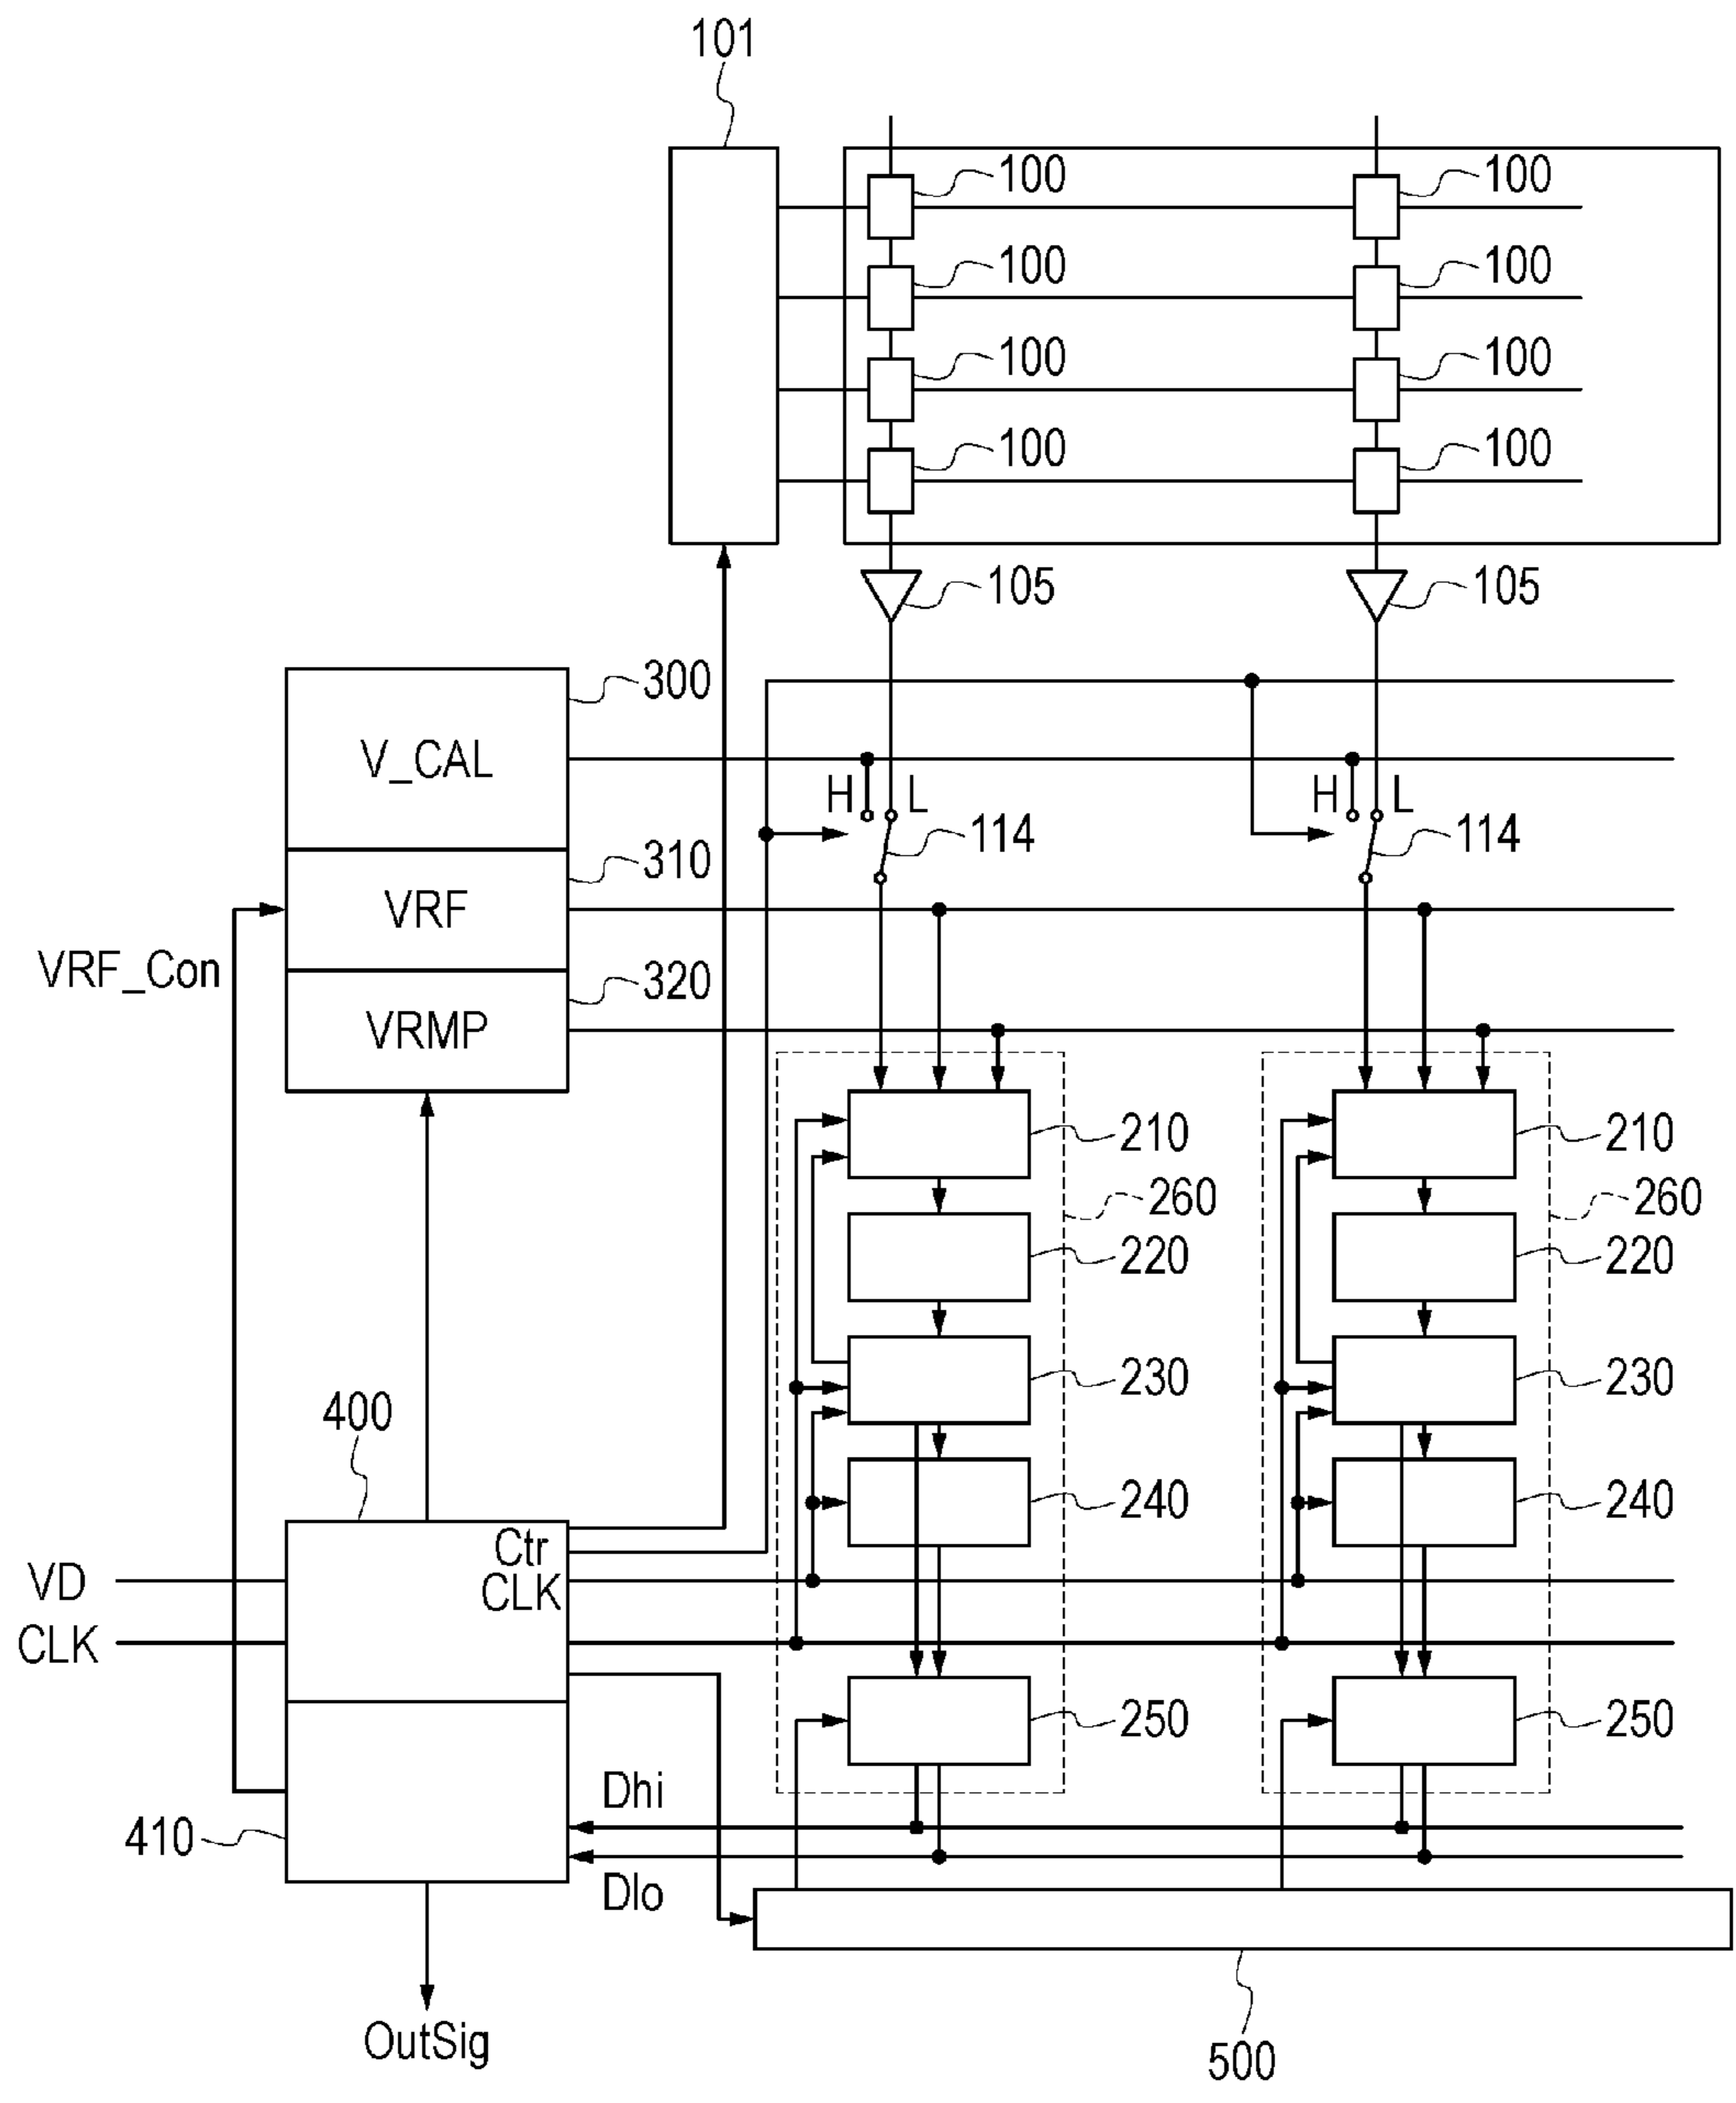 101
100 100
100 100
100 100
100 100
105 105
300
V_CAL
H L H L
114 114
310
VRF
VRF_Con
320
VRMP
210 210
260 260
220 220
230 230
400
240 240
Ctr
VD CLK
CLK
250 250
Dhi
410
Dlo
OutSig
500